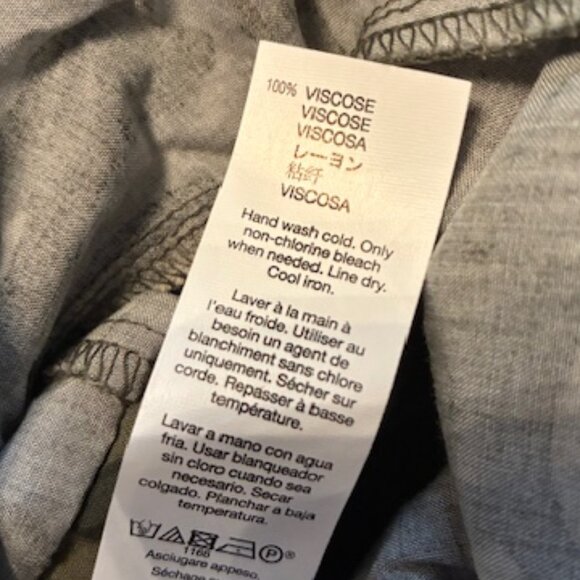 100% VISCOSE
VISCOSE
VISCOSA
レーヨン
粘纤
VISCOSA
Hand wash cold. Only
non-chlorine bleach
when needed. Line dry.
Cool iron.
Laver à la main à
l'eau froide. Utiliser au
besoin un agent de
blanchiment sans chlore
uniquement. Sécher sur
corde. Repasser à basse
température.
Lavar a mano con agua
fria. Usar blanqueador
sin cloro cuando sea
necesario. Secar
colgado. Planchar a baja
temperatura.
P ®
1168
Asciugare appeso.
Séchage